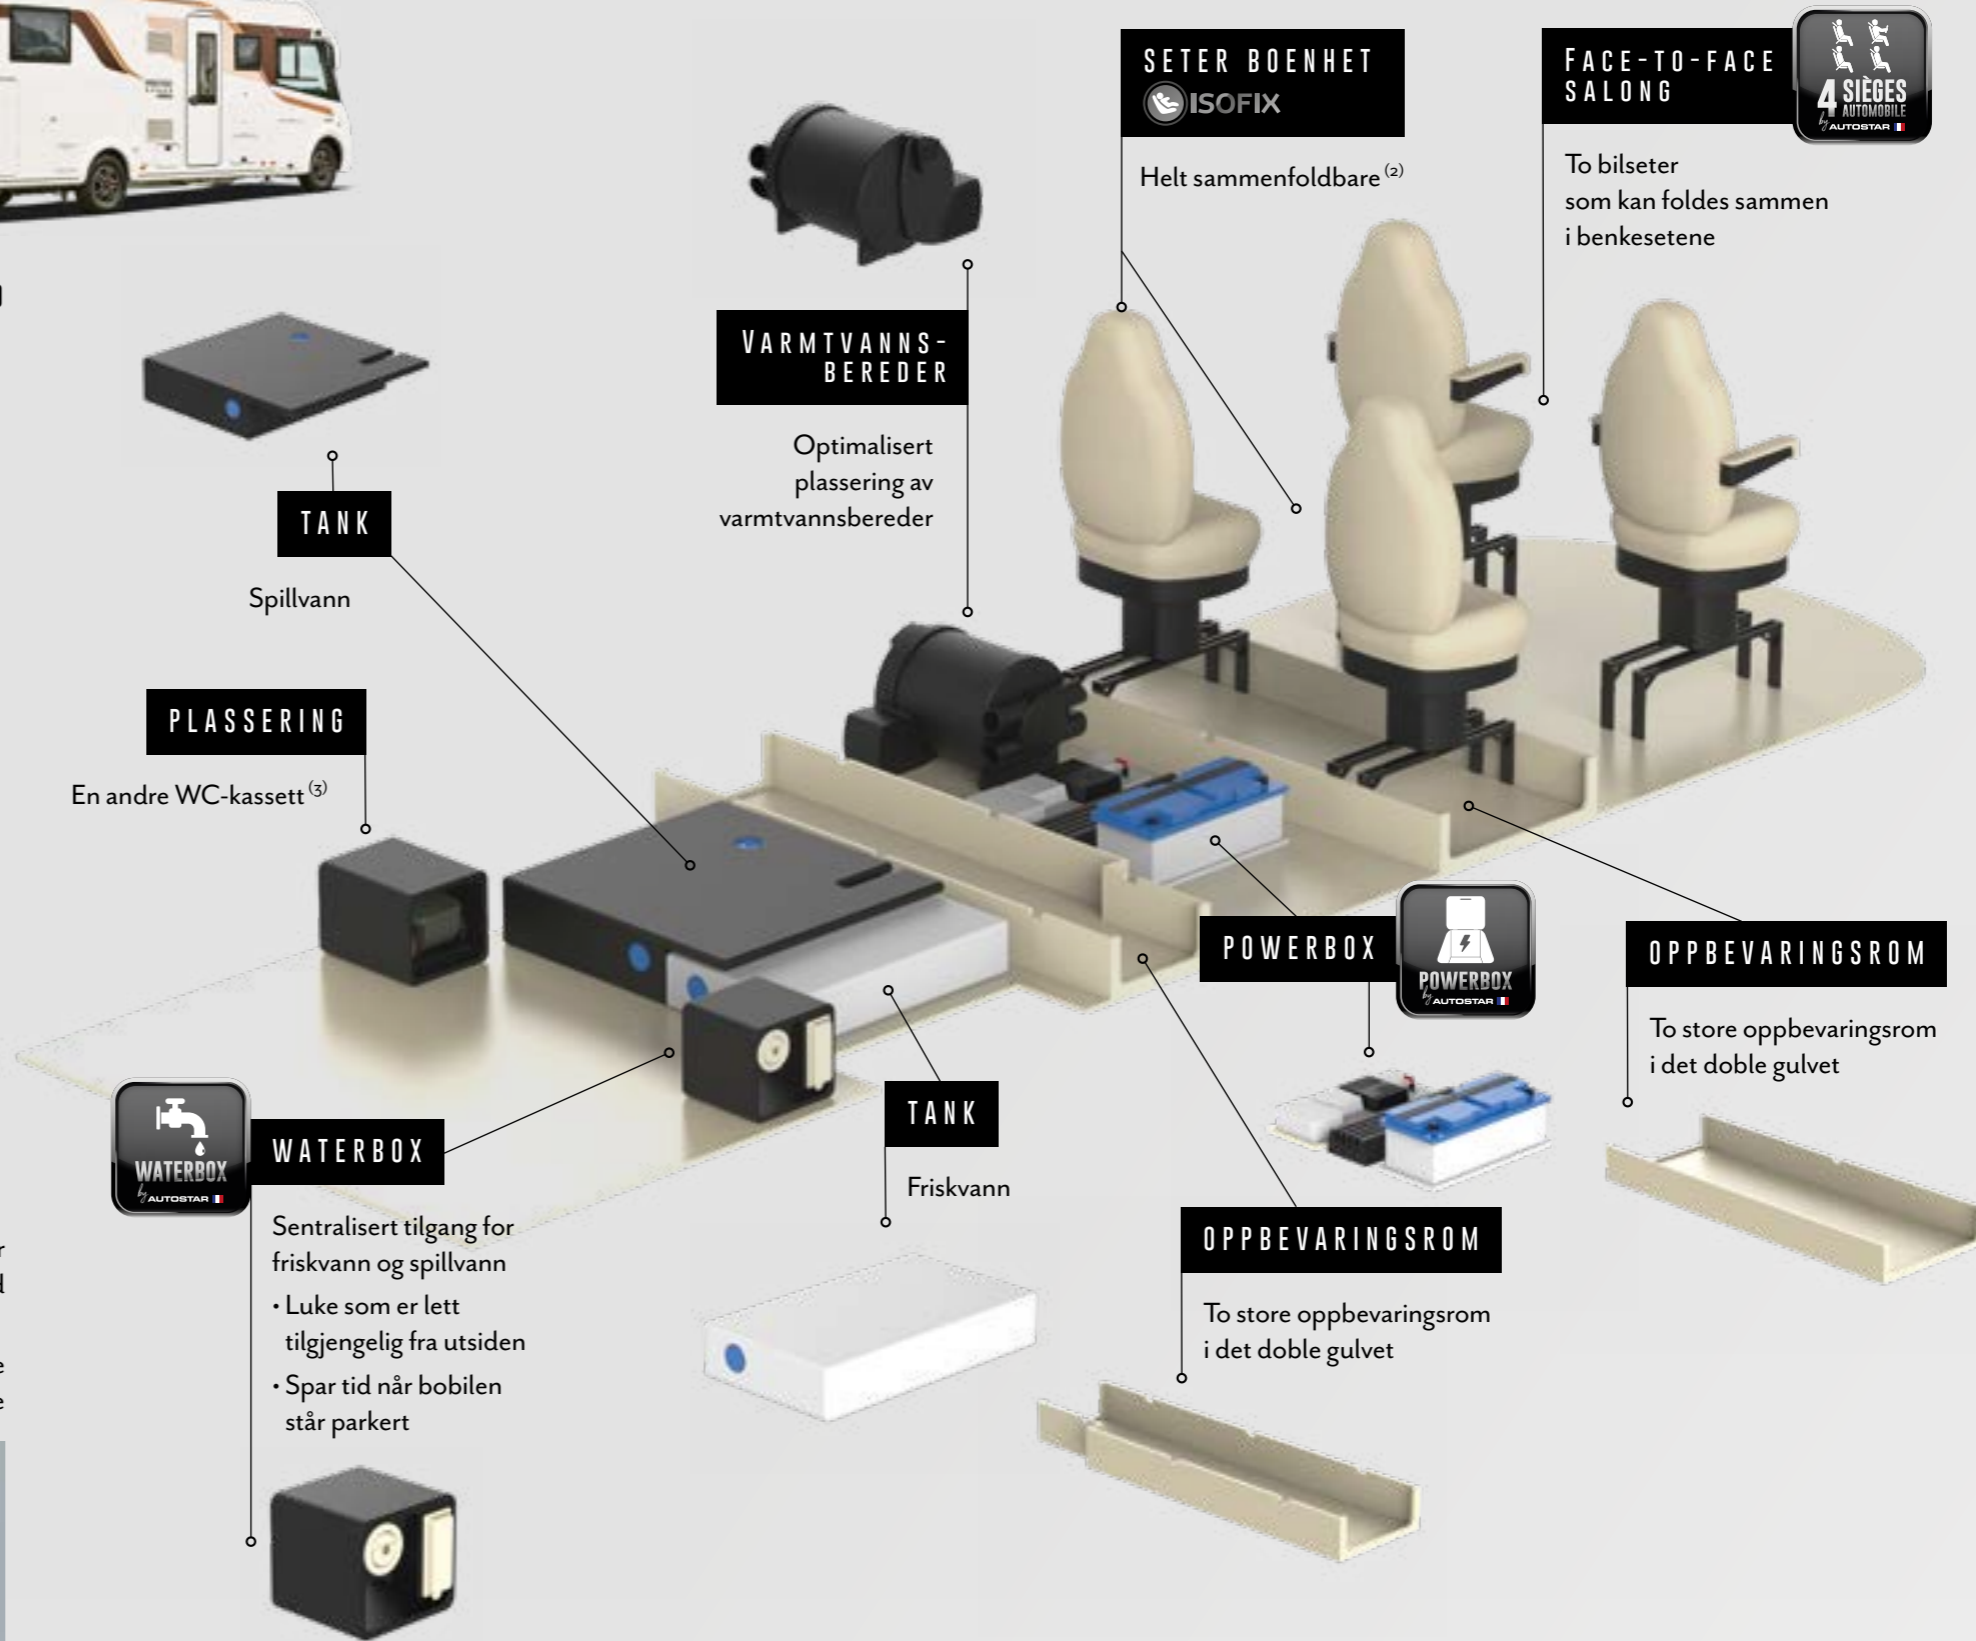 SETER BOENHET
ISOFIX
Helt sammenfoldbare (2)
FACE-TO-FACE
SALONG
4 SIÈGES
AUTOMOBILE
by AUTOSTAR
To bilseter
som kan foldes sammen
i benkesetene
VARMTVANNS-
BEREDER
Optimalisert
plassering av
varmtvannsbereder
TANK
Spillvann
PLASSERING
En andre WC-kassett (3)
POWERBOX
POWERBOX
by AUTOSTAR
OPPBEVARINGSROM
To store oppbevaringsrom
i det doble gulvet
WATERBOX
by AUTOSTAR
WATERBOX
Sentralisert tilgang for
friskvann og spillvann
• Luke som er lett
tilgjengelig fra utsiden
• Spar tid når bobilen
står parkert
TANK
Friskvann
OPPBEVARINGSROM
To store oppbevaringsrom
i det doble gulvet